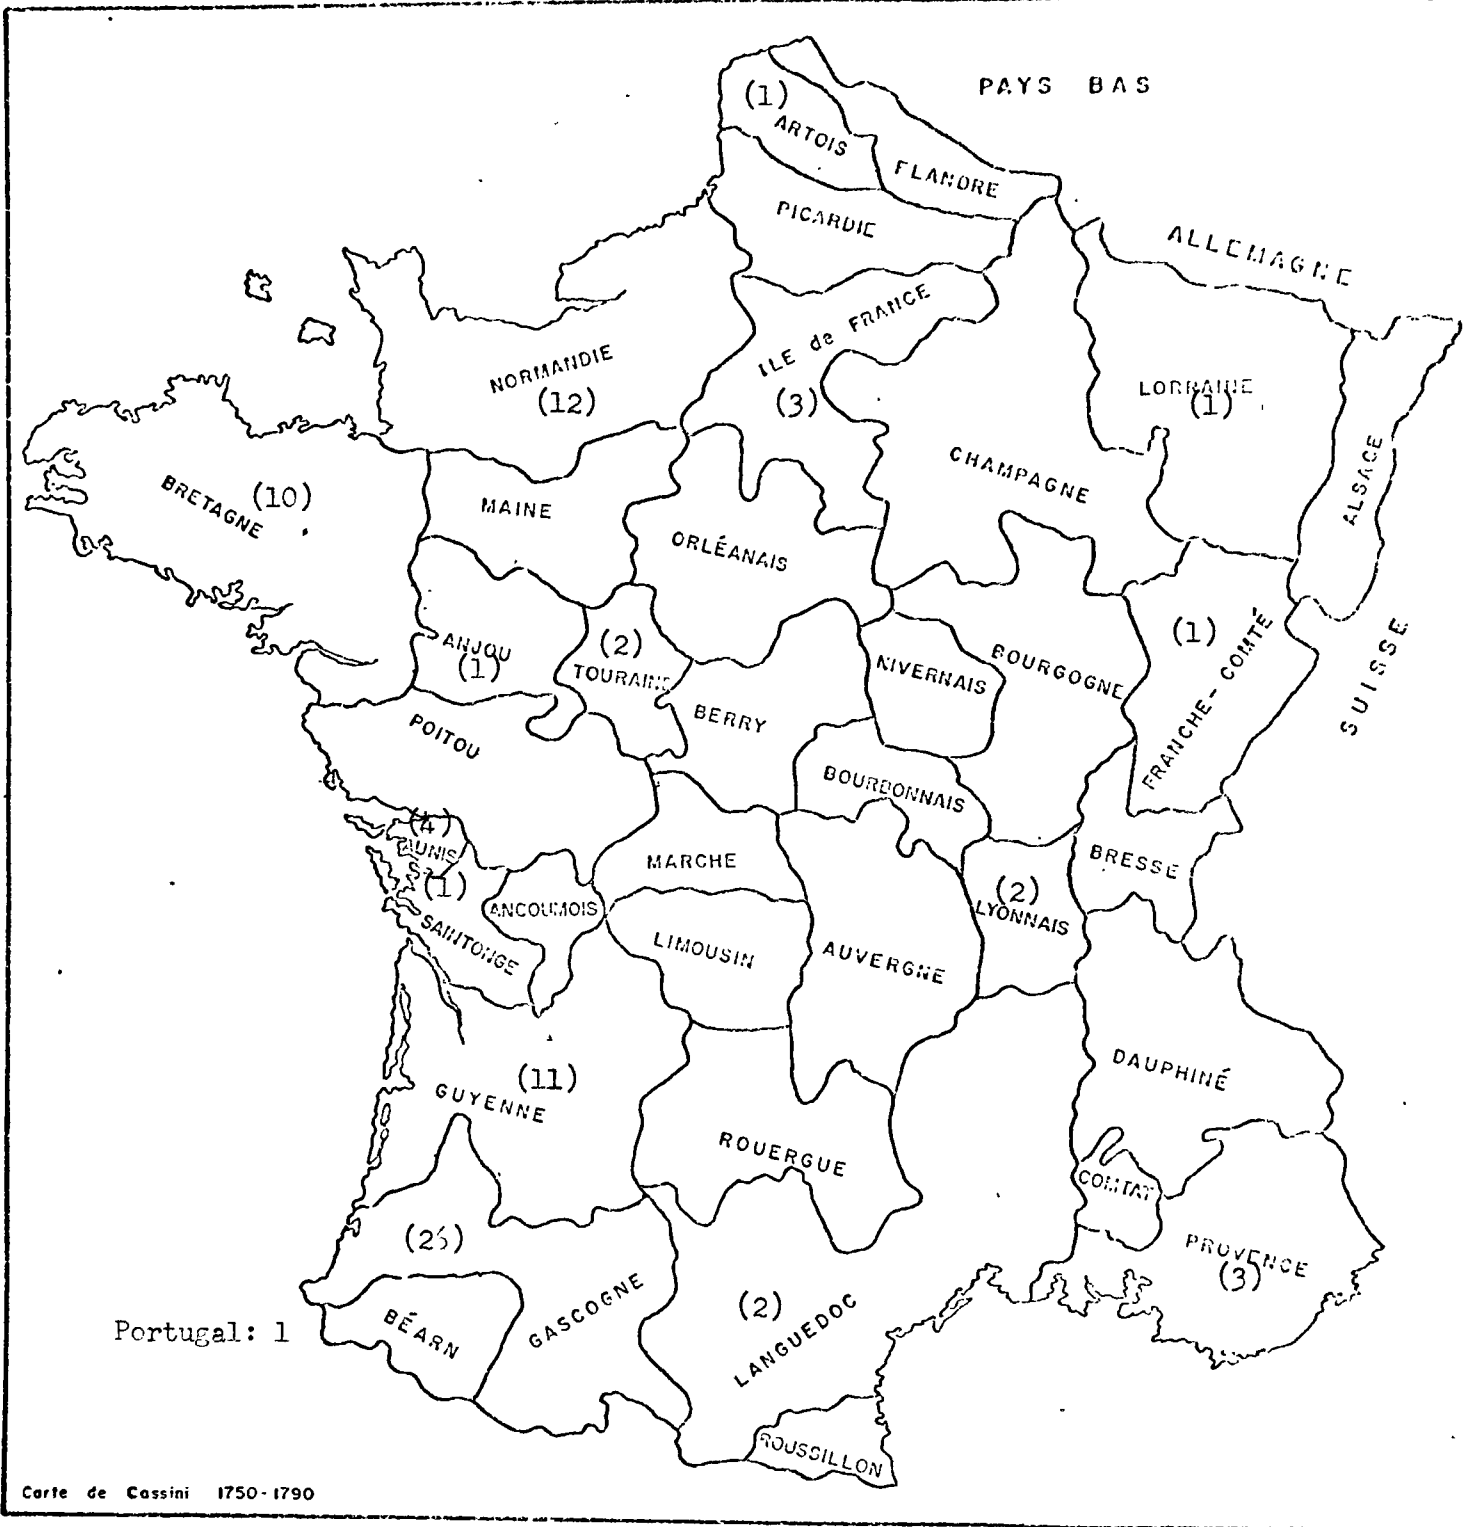 PAYS BAS
(1)
ARTOIS
FLANDRE
PICARDIE
ALLEMAGNE
ILE de FRANCE
(3)
NORMANDIE
(12)
LORRAINE
(1)
ALSACE
CHAMPAGNE
BRETAGNE
(10)
MAINE
ORLÉANAIS
ANJOU
(1)
(2)
TOURAINE
BERRY
NIVERNAIS
BOURGOGNE
(1)
FRANCHE-COMTÉ
SUISSE
POITOU
BOURBONNAIS
(4)
AUNIS
(1)
SAINTONGE
ANCOUMOIS
MARCHE
LIMOUSIN
AUVERGNE
(2)
LYONNAIS
BRESSE
DAUPHINÉ
(11)
GUYENNE
ROUERGUE
COMTAT
PROVENCE
(3)
BÉARN
GASCOGNE
(2)
LANGUEDOC
ROUSSILLON
Portugal: 1
Carte de Cassini 1750-1790